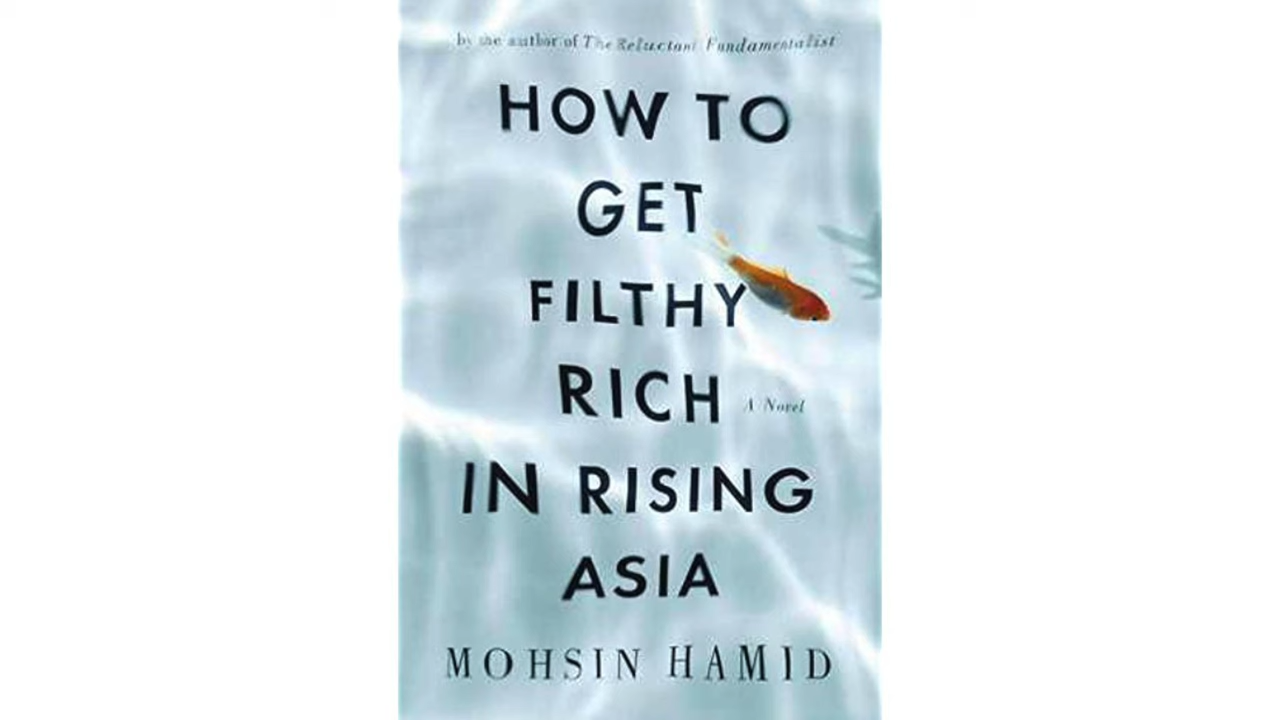 by the author of The Reluctant Fundamentalist
HOW TO
GET
FILTHY
RICH
A Novel
IN RISING
ASIA
MOHSIN HAMID